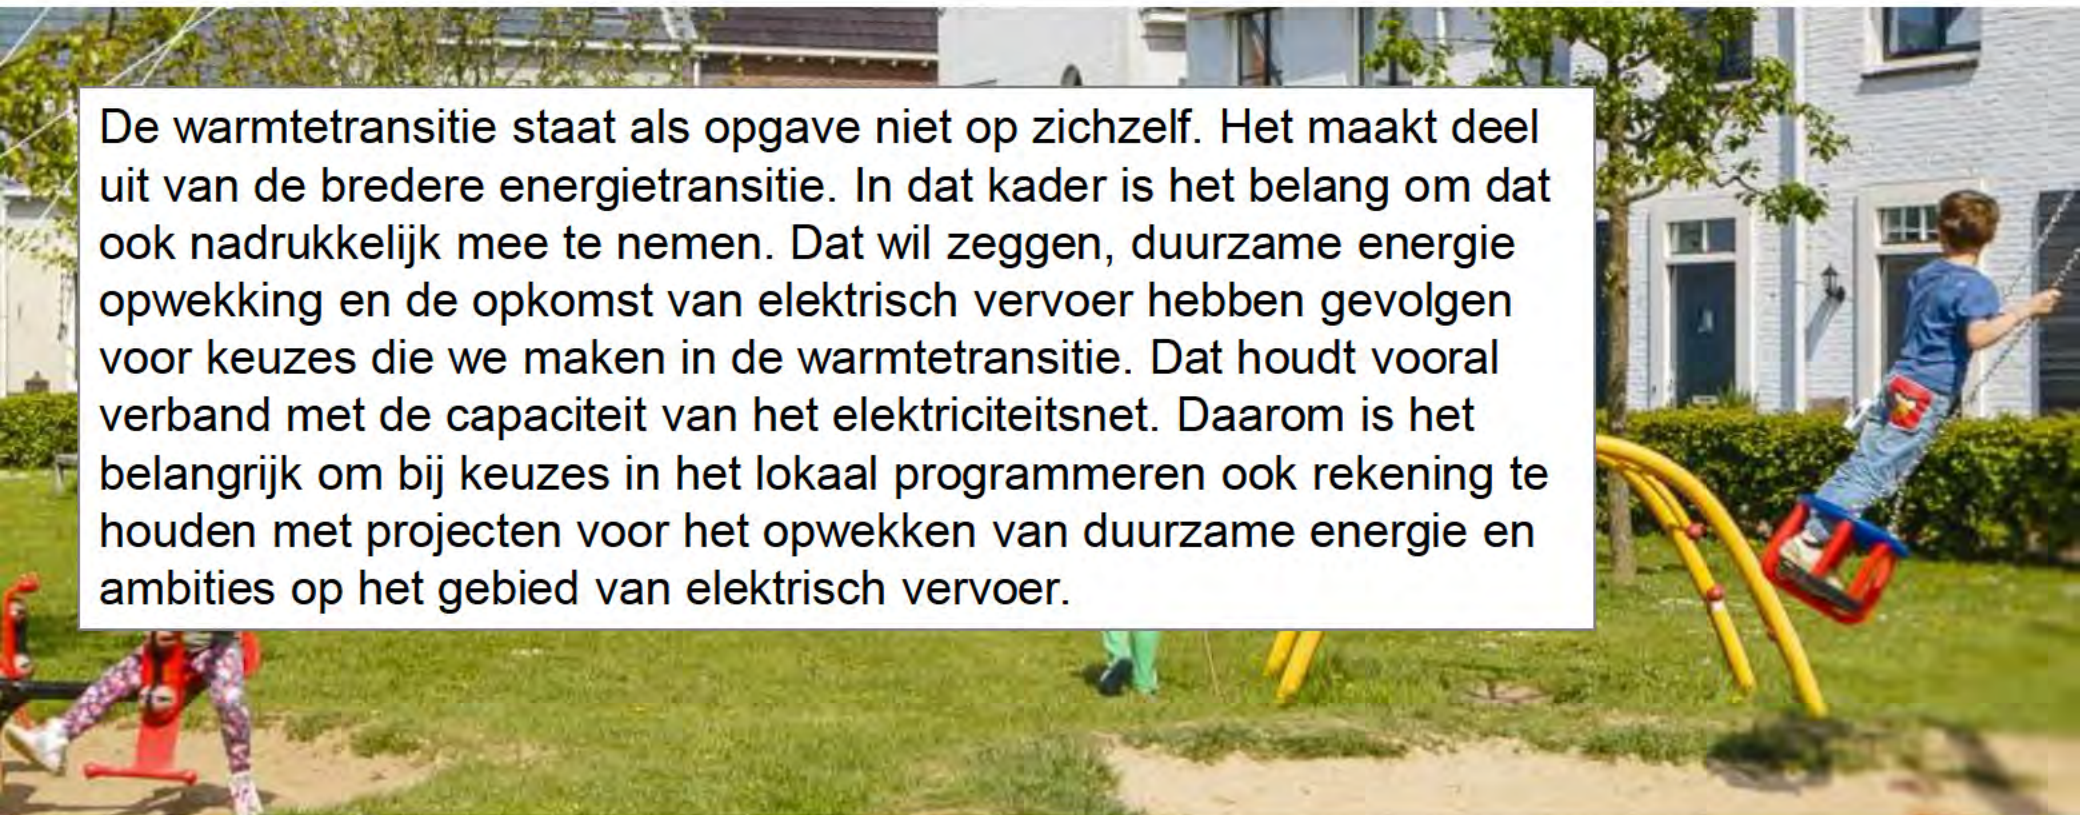 De warmtetransitie staat als opgave niet op zichzelf. Het maakt deel
uit van de bredere energietransitie. In dat kader is het belang om dat
ook nadrukkelijk mee te nemen. Dat wil zeggen, duurzame energie
opwekking en de opkomst van elektrisch vervoer hebben gevolgen
voor keuzes die we maken in de warmtetransitie. Dat houdt vooral
verband met de capaciteit van het elektriciteitsnet. Daarom is het
belangrijk om bij keuzes in het lokaal programmeren ook rekening te
houden met projecten voor het opwekken van duurzame energie en
ambities op het gebied van elektrisch vervoer.